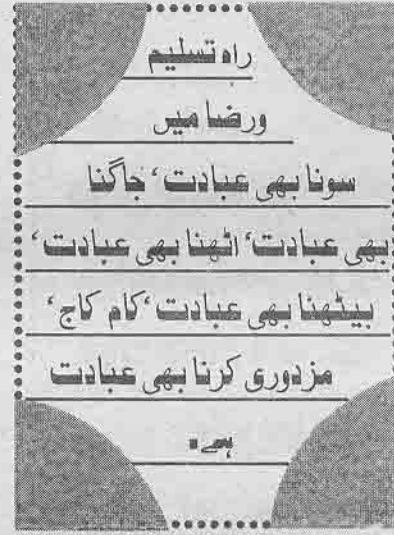 راہ تسلیم
ورضا میں
سونا بھی عبادت، جاگنا
بھی عبادت، اٹھنا بھی عبادت،
بیٹھنا بھی عبادت، کام کاج،
مزدوری کرنا بھی عبادت
ہے۔